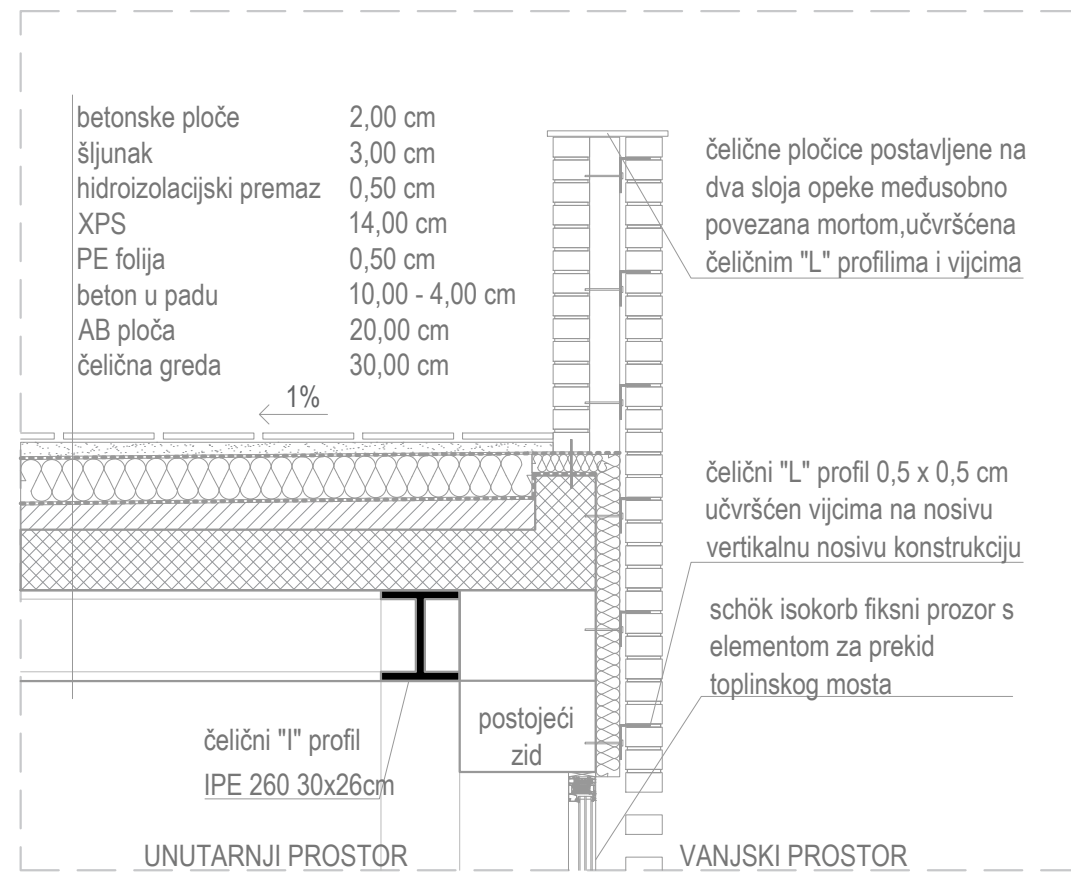 betonske ploče 2,00 cm
šljunak 3,00 cm
hidroizolacijski premaz 0,50 cm
XPS 14,00 cm
PE folija 0,50 cm
beton u padu 10,00 - 4,00 cm
AB ploča 20,00 cm
čelična greda 30,00 cm
1%
čelične pločice postavljene na
dva sloja opeke međusobno
povezana mortom,učvršćena
čeličnim "L" profilima i vijcima
čelični "L" profil 0,5 x 0,5 cm
učvršćen vijcima na nosivu
vertikalnu nosivu konstrukciju
schök isokorb fiksni prozor s
elementom za prekid
toplinskog mosta
postojeći
zid
čelični "I" profil
IPE 260 30x26cm
UNUTARNJI PROSTOR
VANJSKI PROSTOR